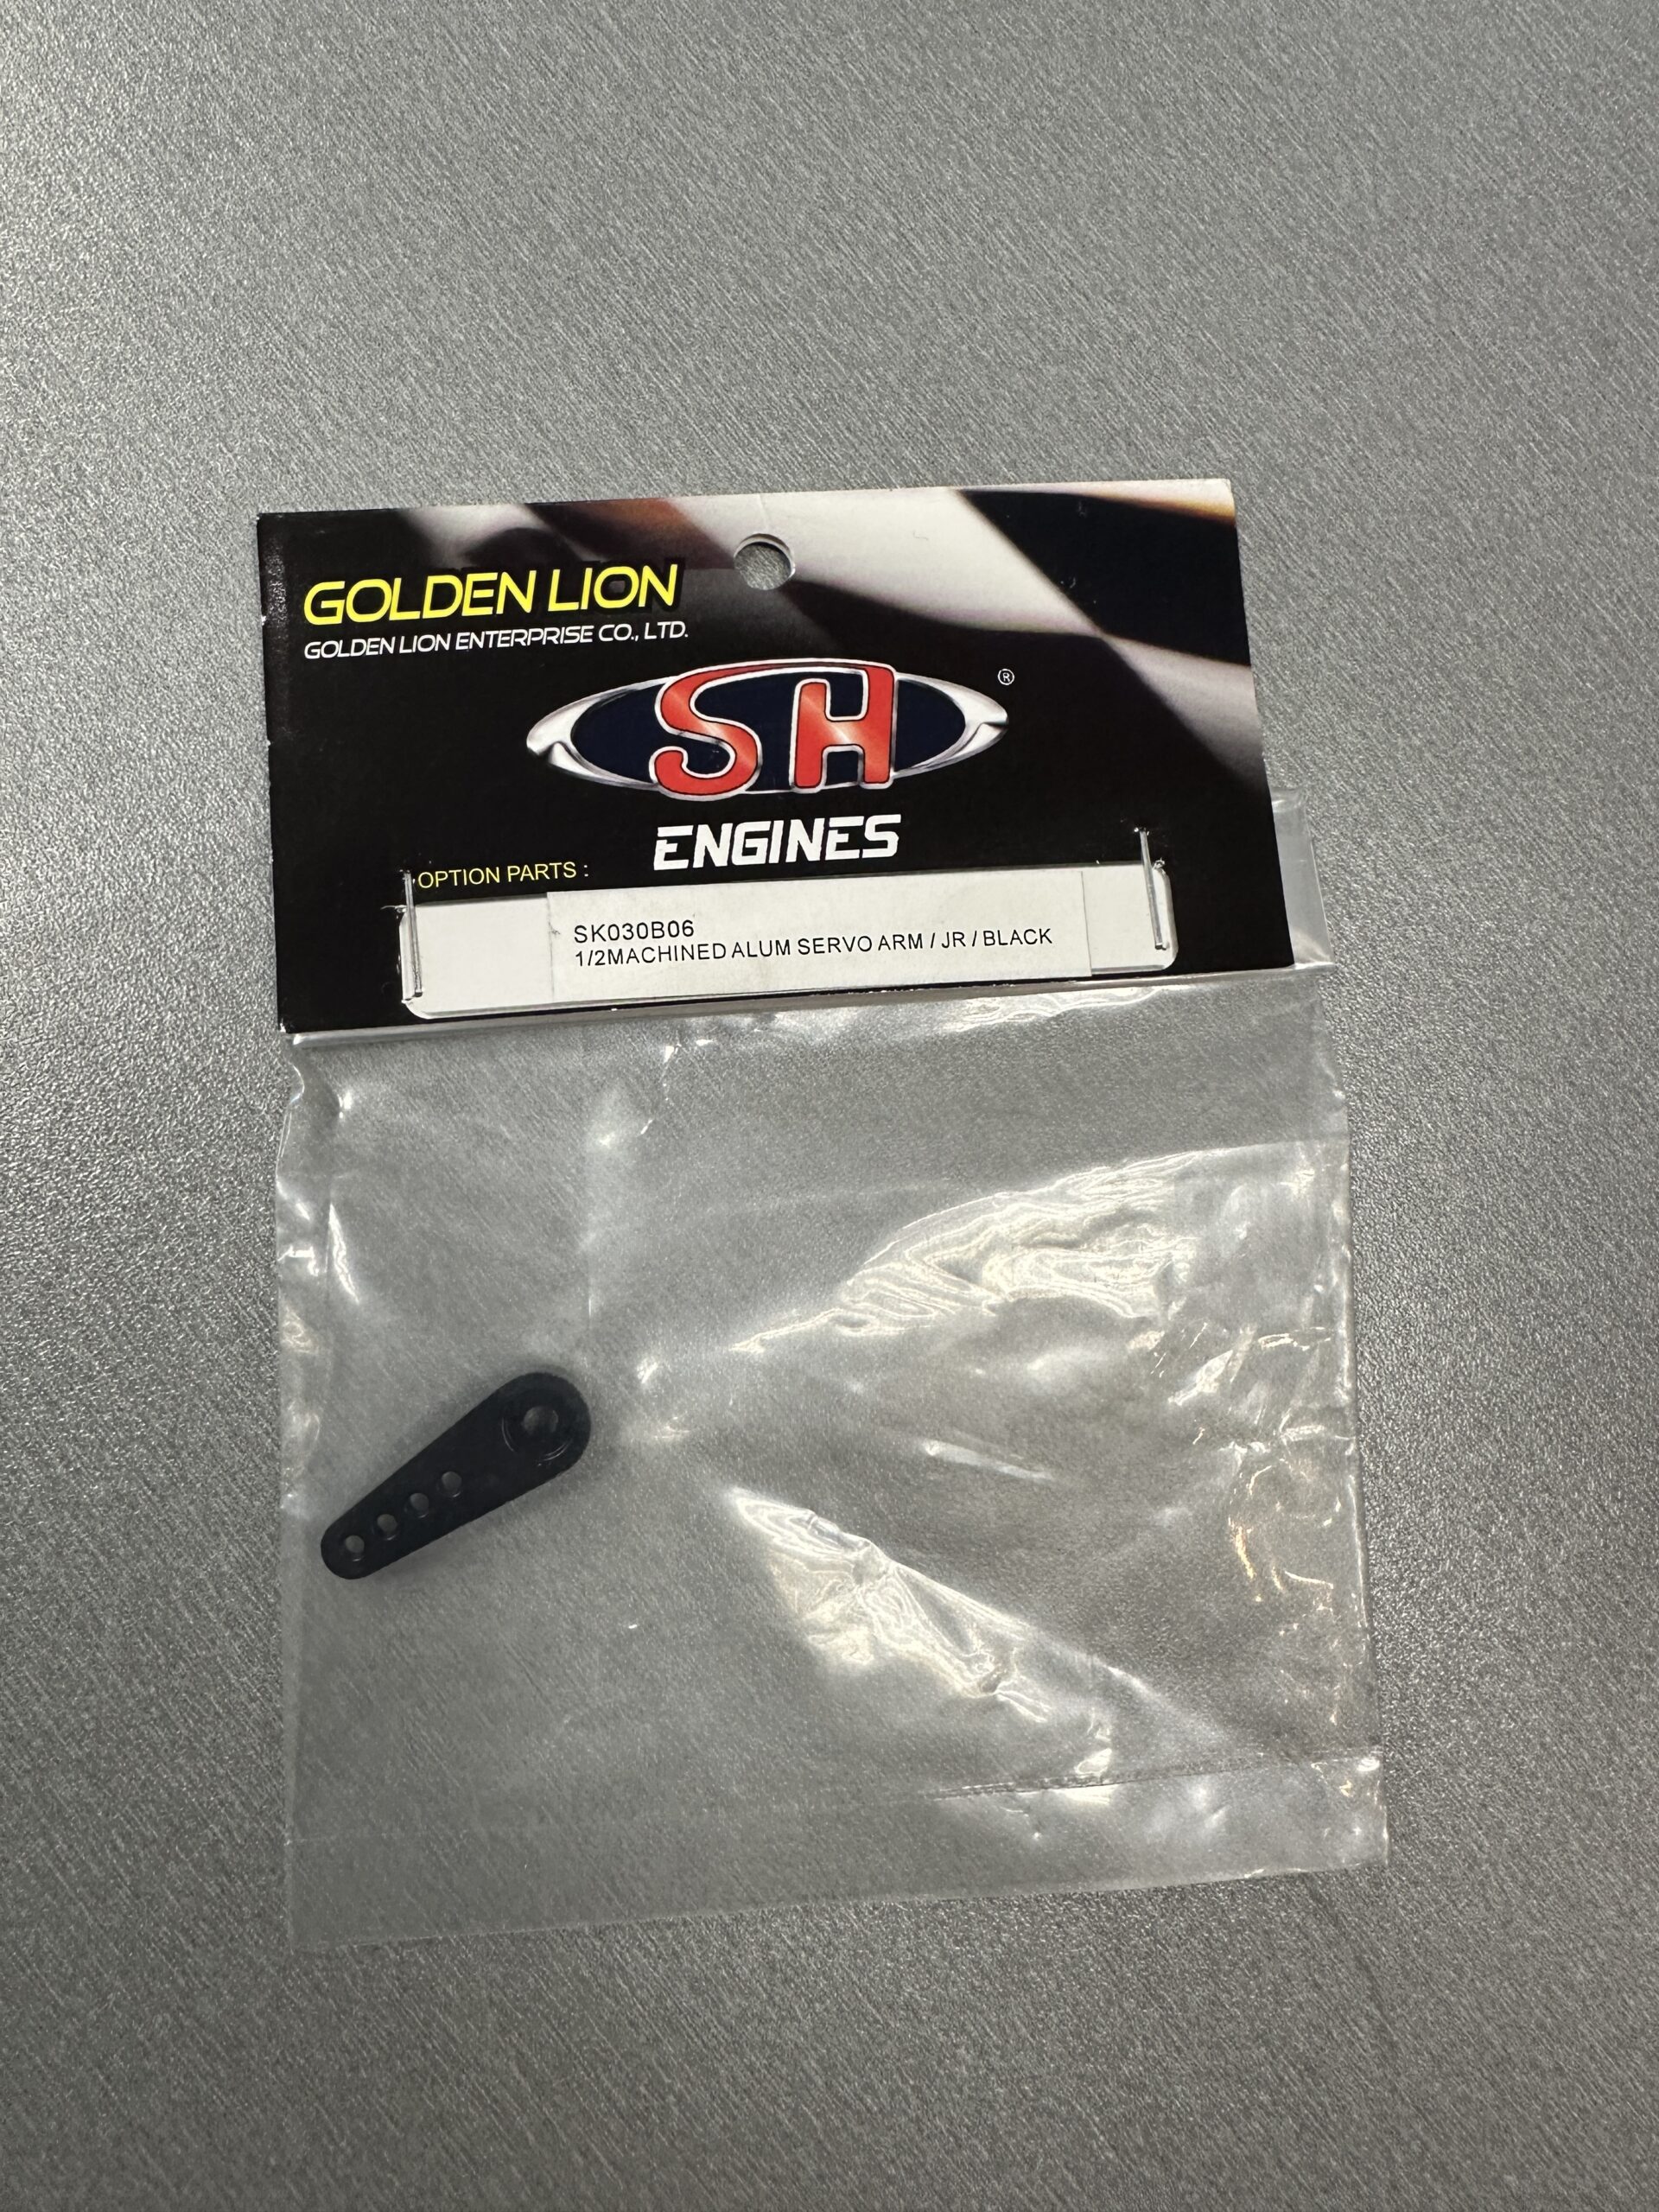 GOLDEN LION
GOLDEN LION ENTERPRISE CO., LTD.
SH ®
ENGINES
OPTION PARTS :
SK030B06
1/2MACHINED ALUM SERVO ARM / JR / BLACK